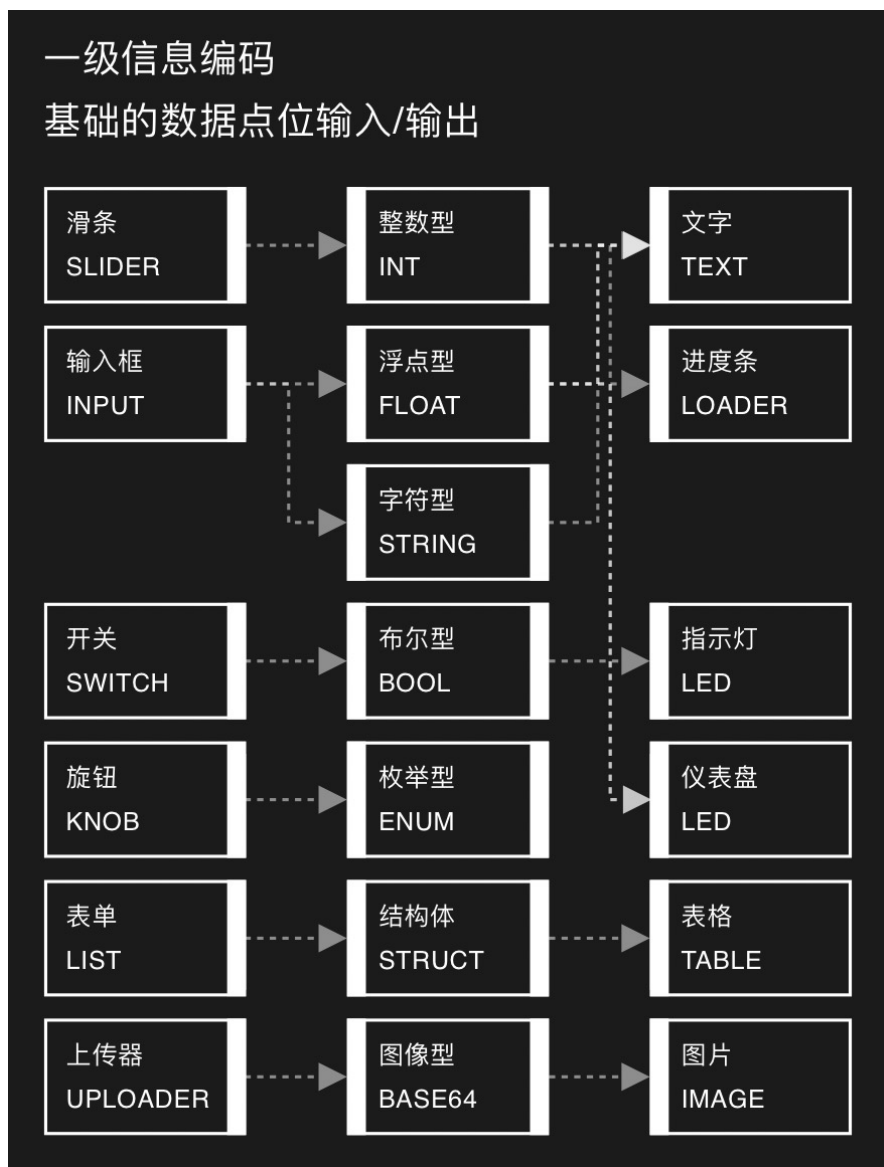 一级信息编码
基础的数据点位输入/输出
滑条
SLIDER
整数型
INT
文字
TEXT
输入框
INPUT
浮点型
FLOAT
进度条
LOADER
字符型
STRING
开关
SWITCH
布尔型
BOOL
指示灯
LED
旋钮
KNOB
枚举型
ENUM
仪表盘
LED
表单
LIST
结构体
STRUCT
表格
TABLE
上传器
UPLOADER
图像型
BASE64
图片
IMAGE